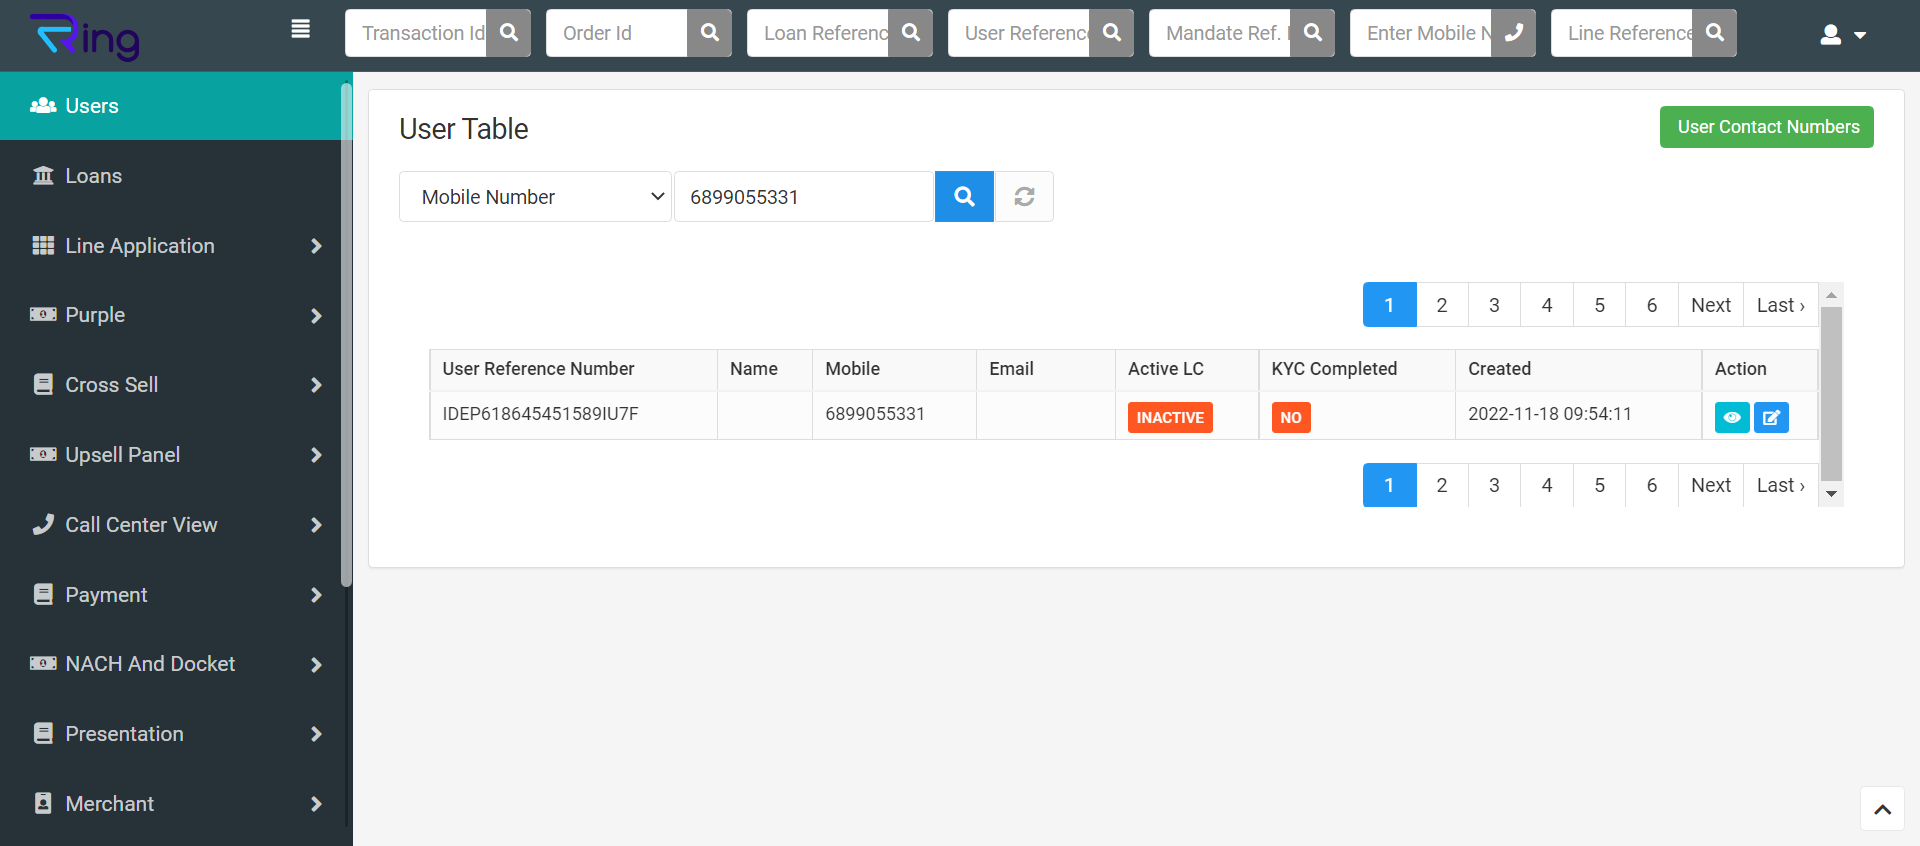 Ring
Transaction Id
Order Id
Loan Referenc
User Referenc
Mandate Ref.
Enter Mobile N
Line Reference
Users
Loans
Line Application
Purple
Cross Sell
Upsell Panel
Call Center View
Payment
NACH And Docket
Presentation
Merchant
User Table
User Contact Numbers
Mobile Number
6899055331
1 2 3 4 5 6 Next Last ›
User Reference Number Name Mobile Email Active LC KYC Completed Created Action
IDEP618645451589IU7F 6899055331 INACTIVE NO 2022-11-18 09:54:11
1 2 3 4 5 6 Next Last ›